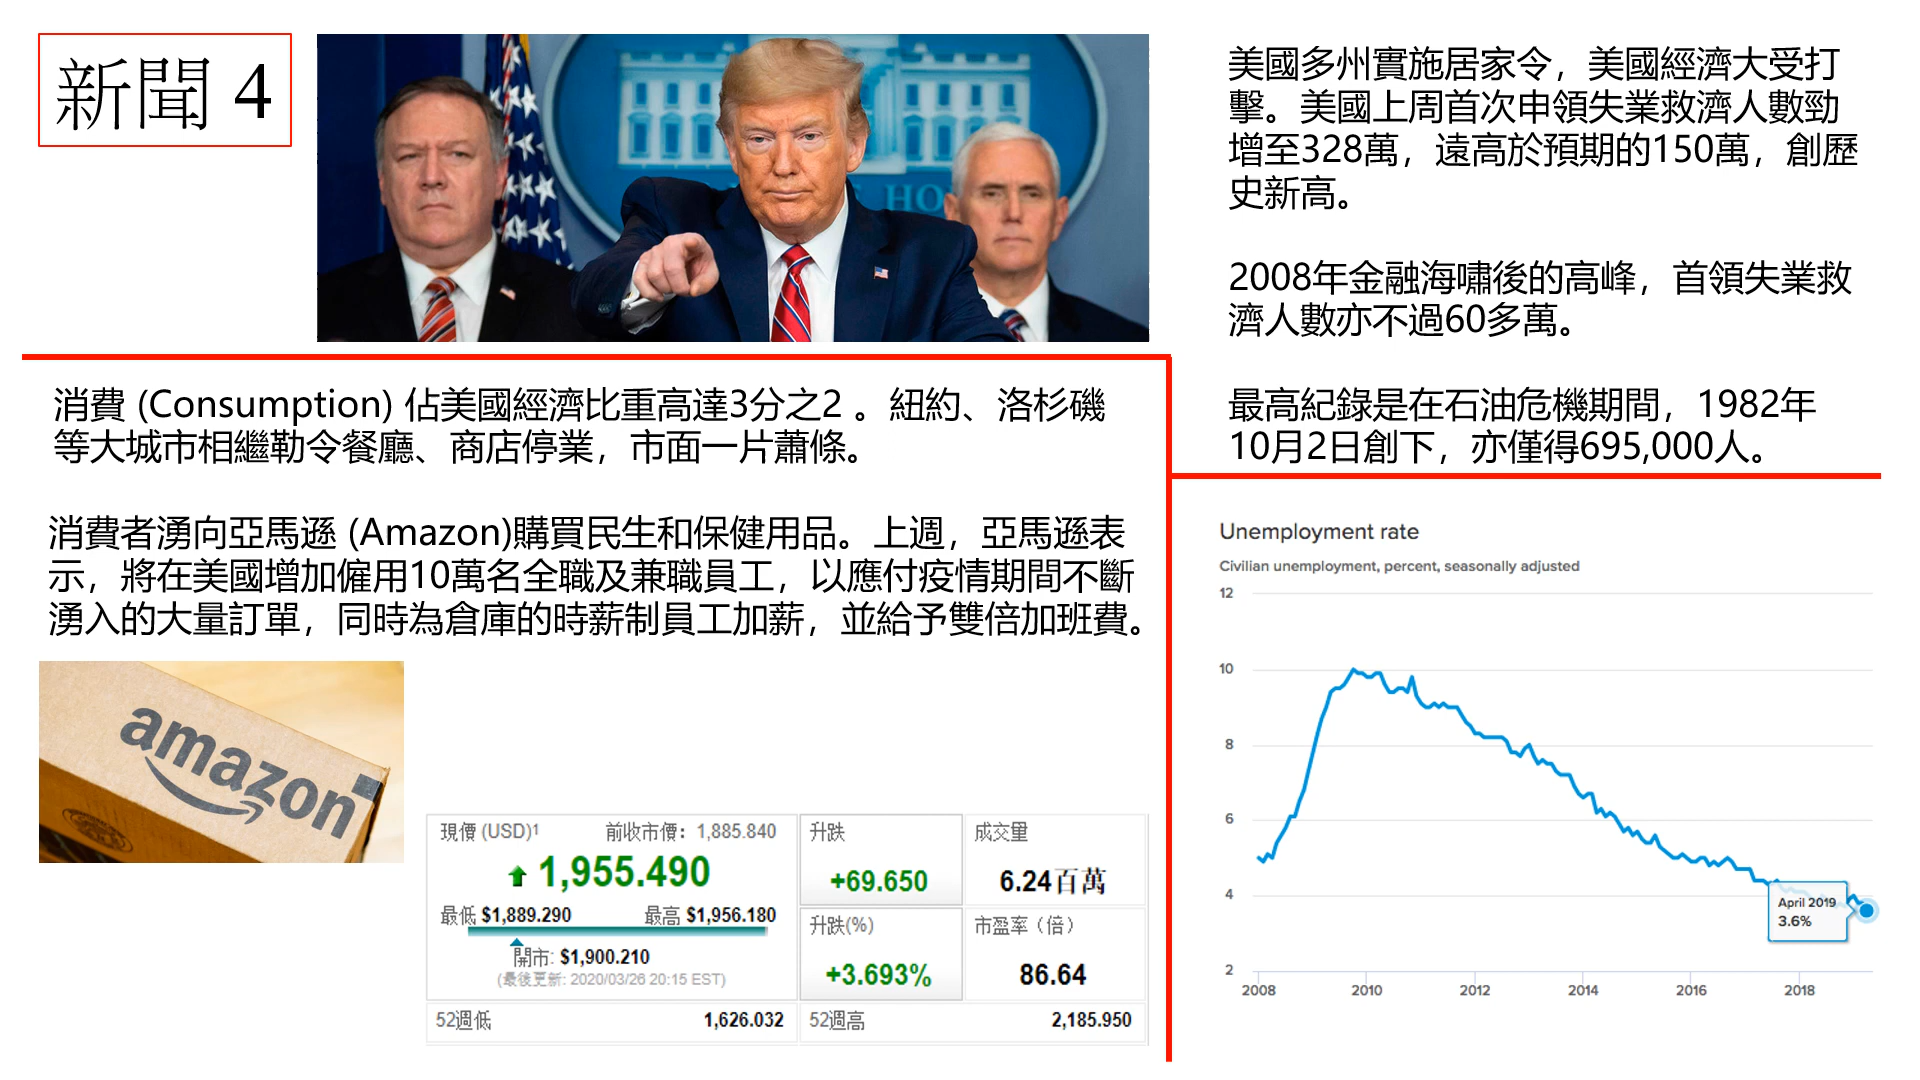 新聞 4
HO
美國多州實施居家令，美國經濟大受打
擊。美國上周首次申領失業救濟人數勁
增至328萬，遠高於預期的150萬，創歷
史新高。
2008年金融海嘯後的高峰，首領失業救
濟人數亦不過60多萬。
最高紀錄是在石油危機期間，1982年
10月2日創下，亦僅得695,000人。
消費 (Consumption) 佔美國經濟比重高達3分之2 。紐約、洛杉磯
等大城市相繼勒令餐廳、商店停業，市面一片蕭條。
消費者湧向亞馬遜 (Amazon)購買民生和保健用品。上週，亞馬遜表
示，將在美國增加僱用10萬名全職及兼職員工，以應付疫情期間不斷
湧入的大量訂單，同時為倉庫的時薪制員工加薪，並給予雙倍加班費。
amazon
現價 (USD)¹ 前收市價： 1,885.840
1,955.490
最低 $1,889.290 最高 $1,956.180
開市: $1,900.210
(最後更新: 2020/03/26 20:15 EST)
升跌
+69.650
成交量
6.24百萬
升跌(%)
+3.693%
市盈率（倍）
86.64
52週低 1,626.032
52週高 2,185.950
Unemployment rate
Civilian unemployment, percent, seasonally adjusted
12
10
8
6
4
2
April 2019
3.6%
2008 2010 2012 2014 2016 2018